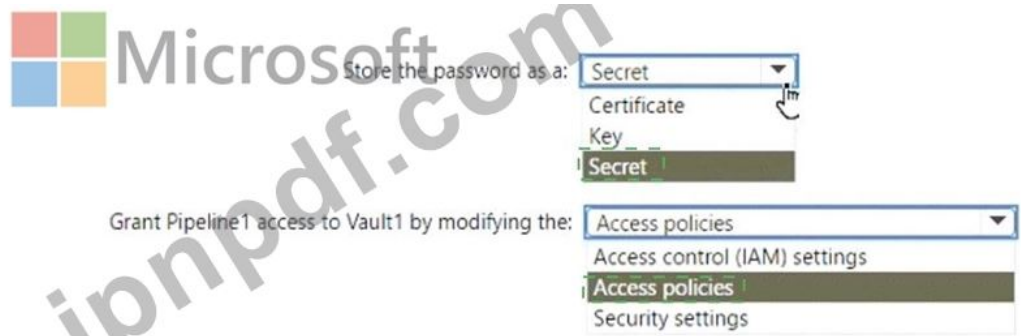 Microsoft
Store the password as a: Secret
Certificate
Key
Secret
Grant Pipeline1 access to Vault1 by modifying the: Access policies
Access control (IAM) settings
Access policies
Security settings
jpnpdf.com